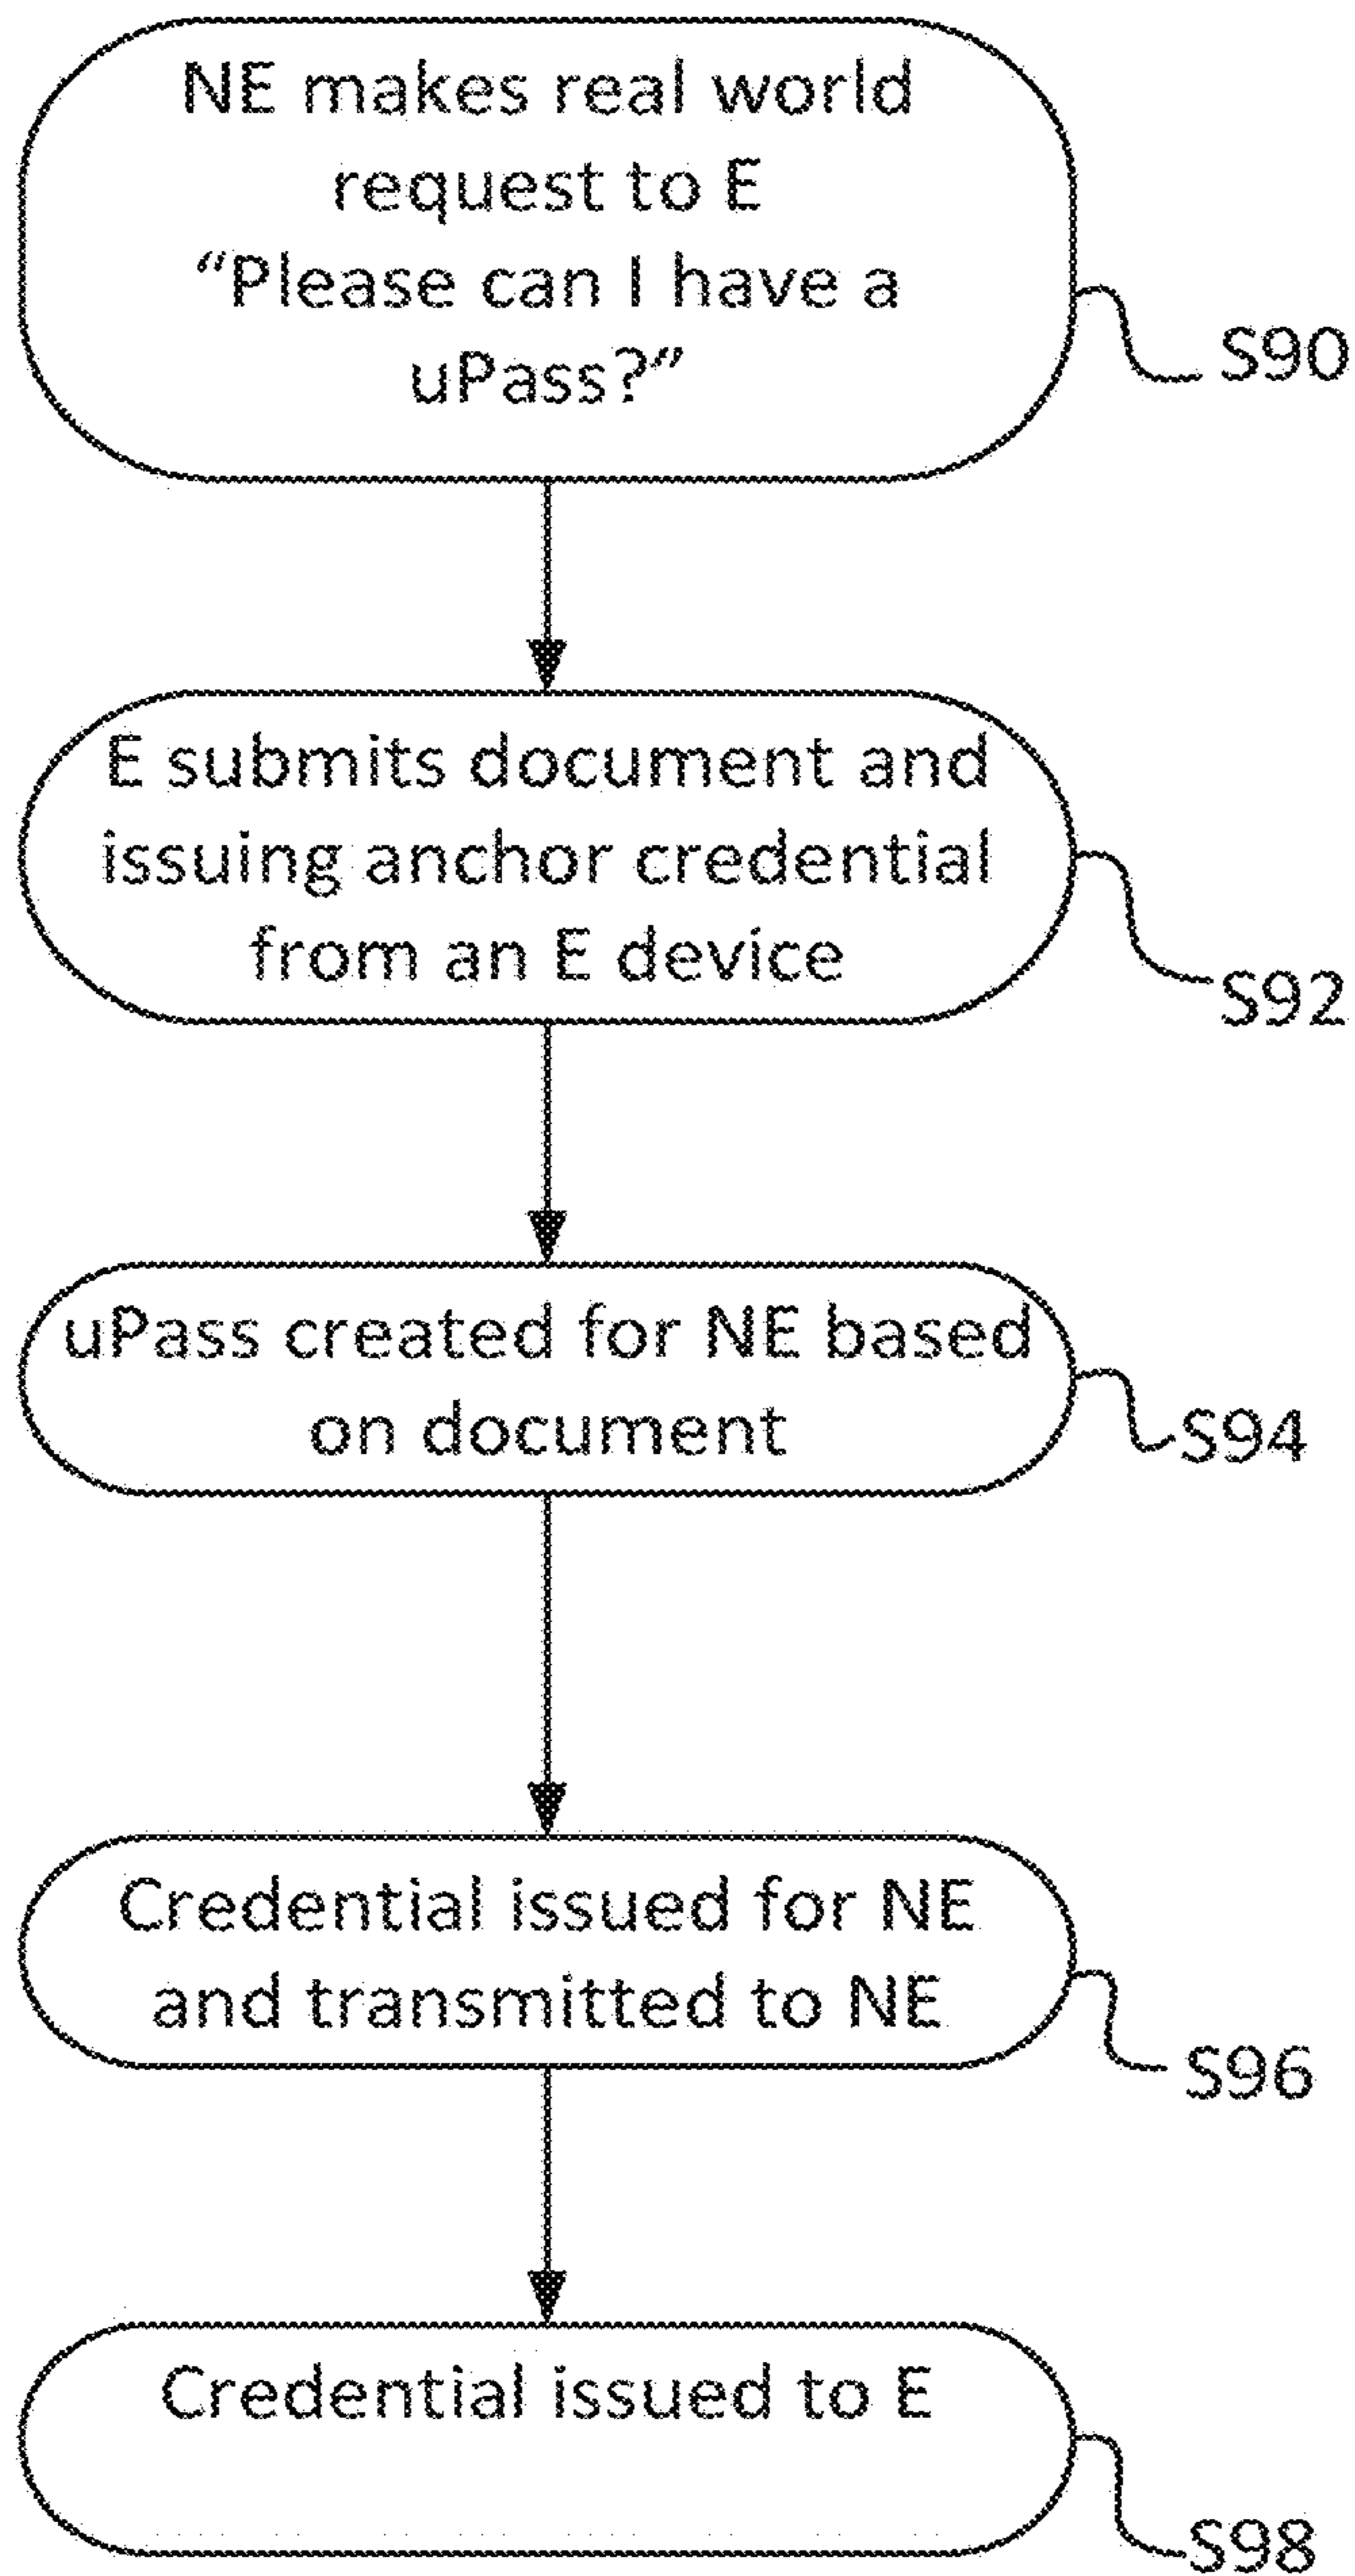 NE makes real world
request to E
“Please can I have a
uPass?”
S90
E submits document and
issuing anchor credential
from an E device
S92
uPass created for NE based
on document
S94
Credential issued for NE
and transmitted to NE
S96
Credential issued to E
S98